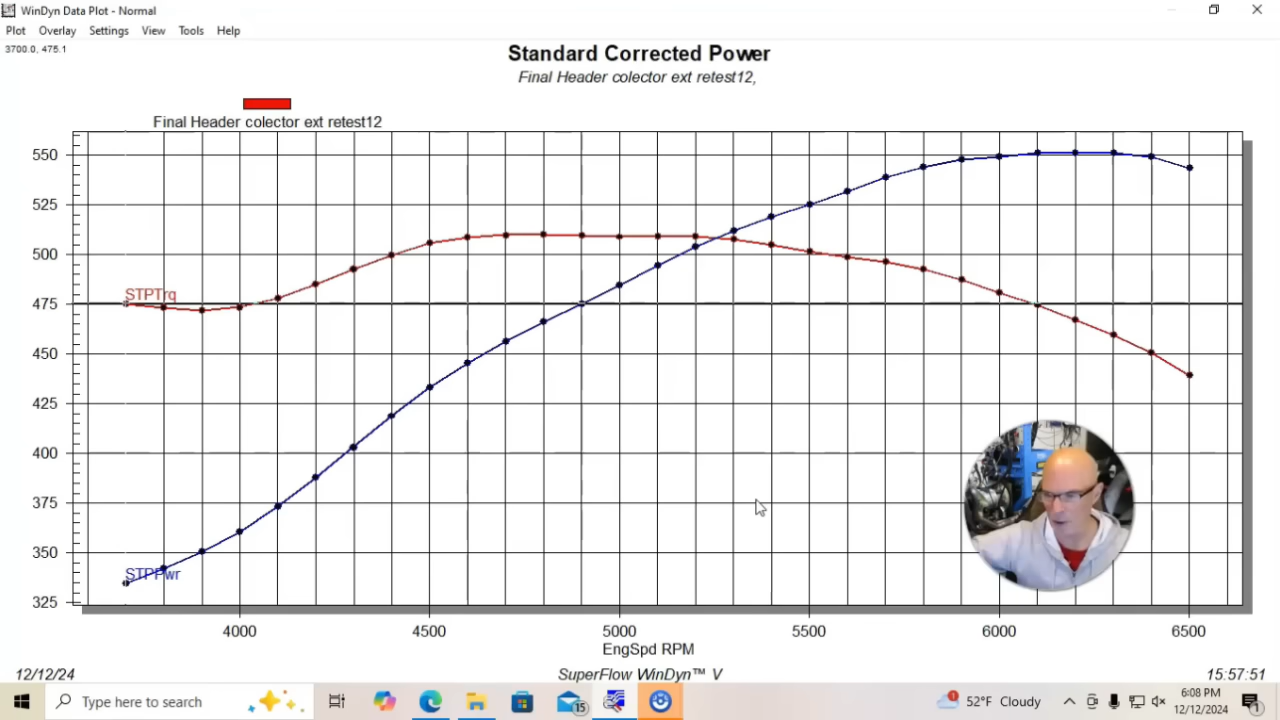 WinDyn Data Plot - Normal
Plot Overlay Settings View Tools Help
3700.0, 475.1
Standard Corrected Power
Final Header colector ext retest12,
Final Header colector ext retest12
550
525
500
475
450
425
400
375
350
325
STPTrq
STPPwr
4000 4500 5000 5500 6000 6500
EngSpd RPM
12/12/24 SuperFlow WinDyn™ V 15:57:51
Type here to search
15
1
52°F Cloudy
6:08 PM
12/12/2024
1